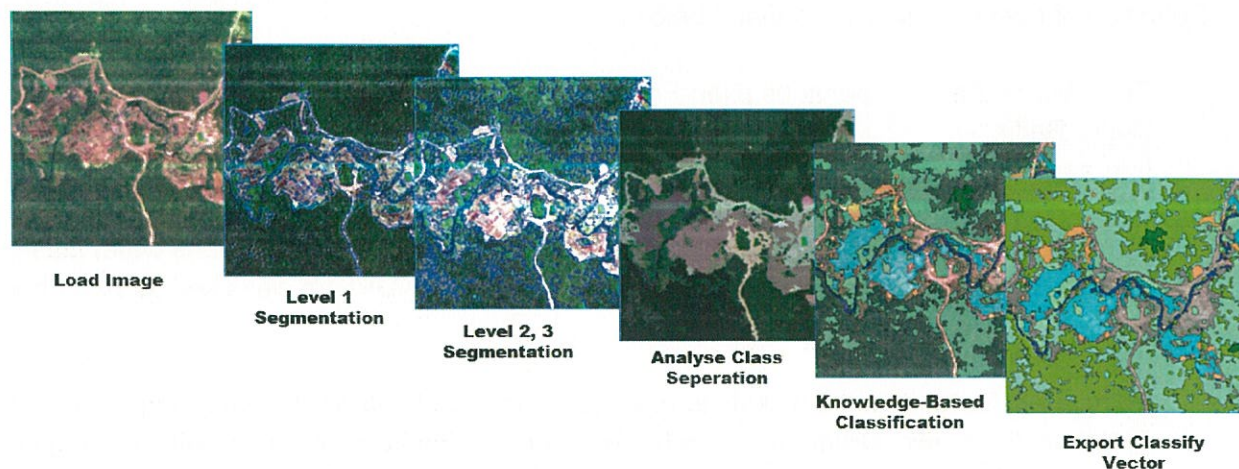 Load Image
Level 1
Segmentation
Level 2, 3
Segmentation
Analyse Class
Seperation
Knowledge-Based
Classification
Export Classify
Vector